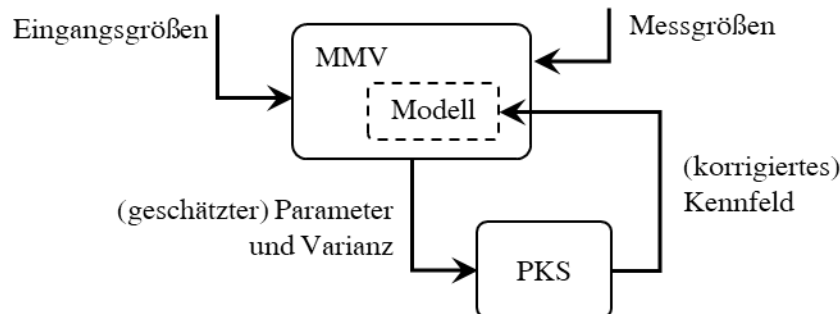 Eingangsgrößen
Messgrößen
MMV
Modell
(korrigiertes)
Kennfeld
(geschätzter) Parameter
und Varianz
PKS